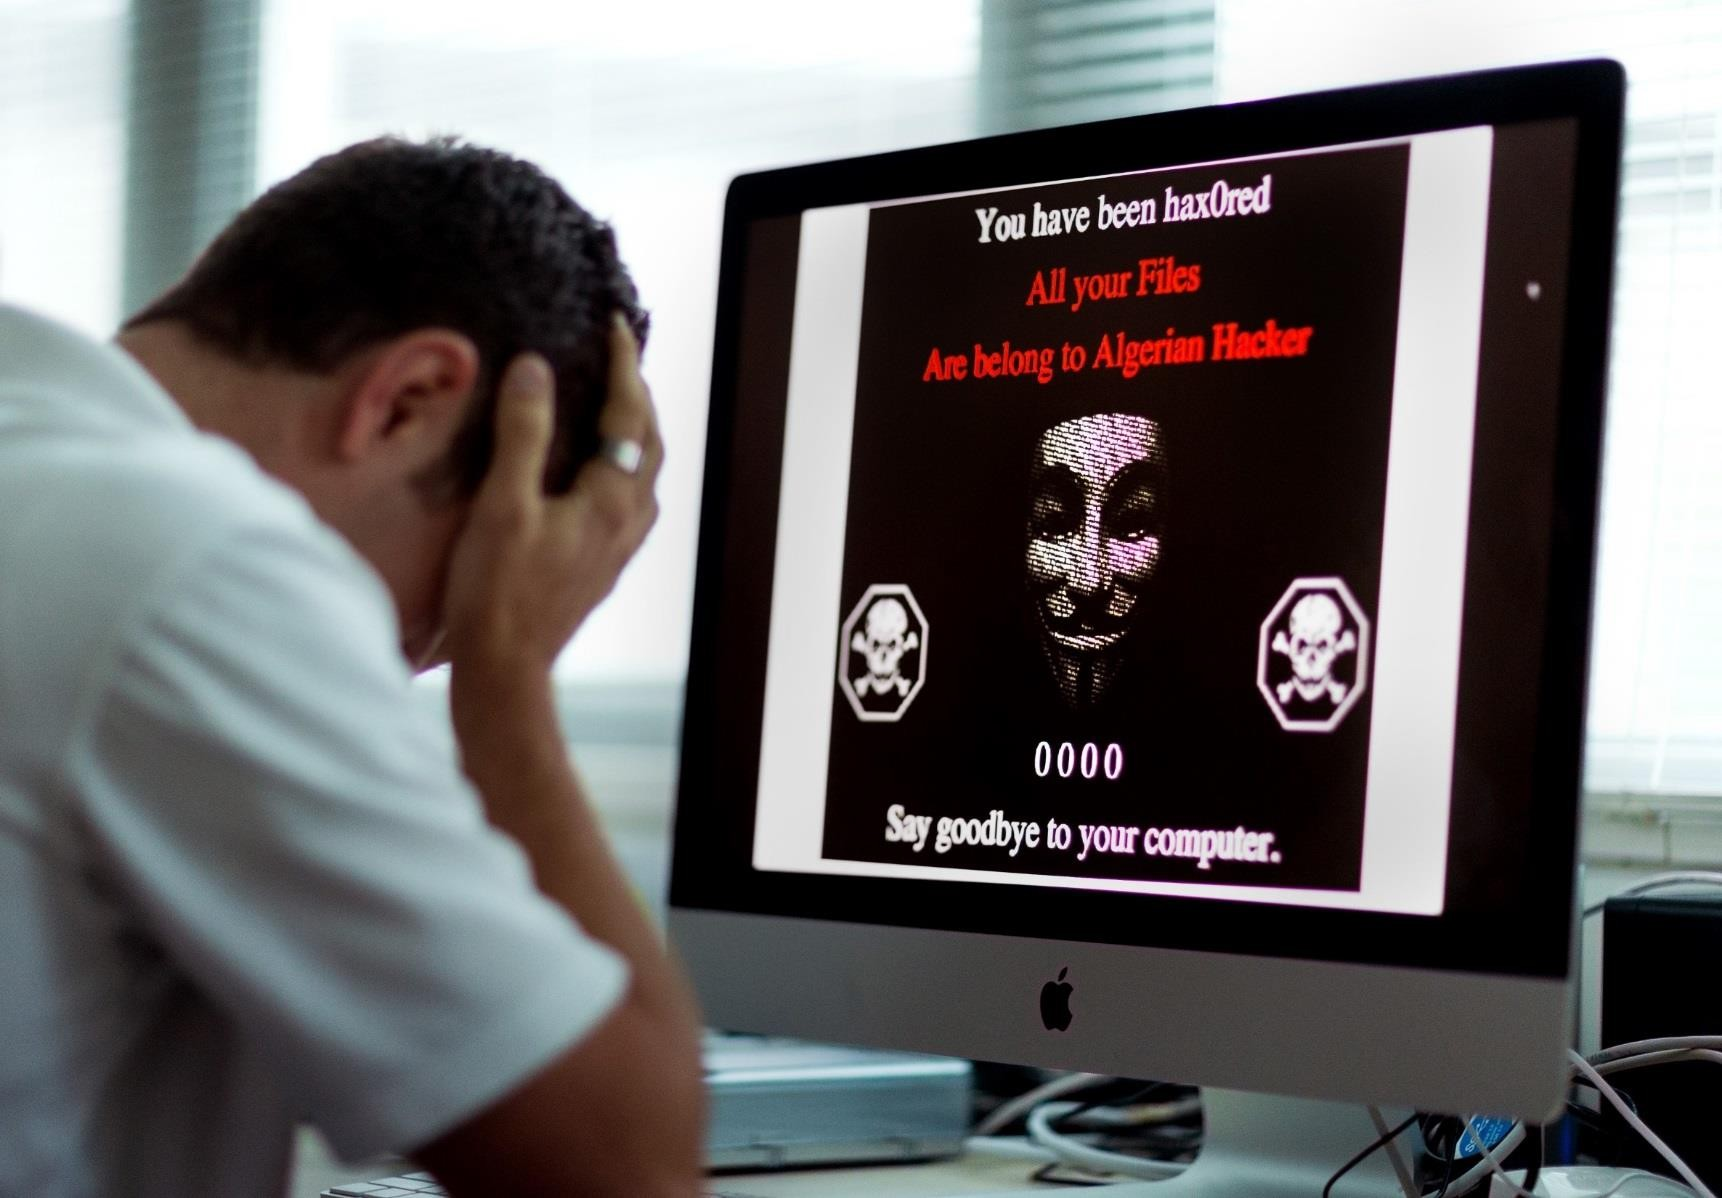 You have been hax0red
All your Files
Are belong to Algerian Hacker
0000
Say goodbye to your computer.